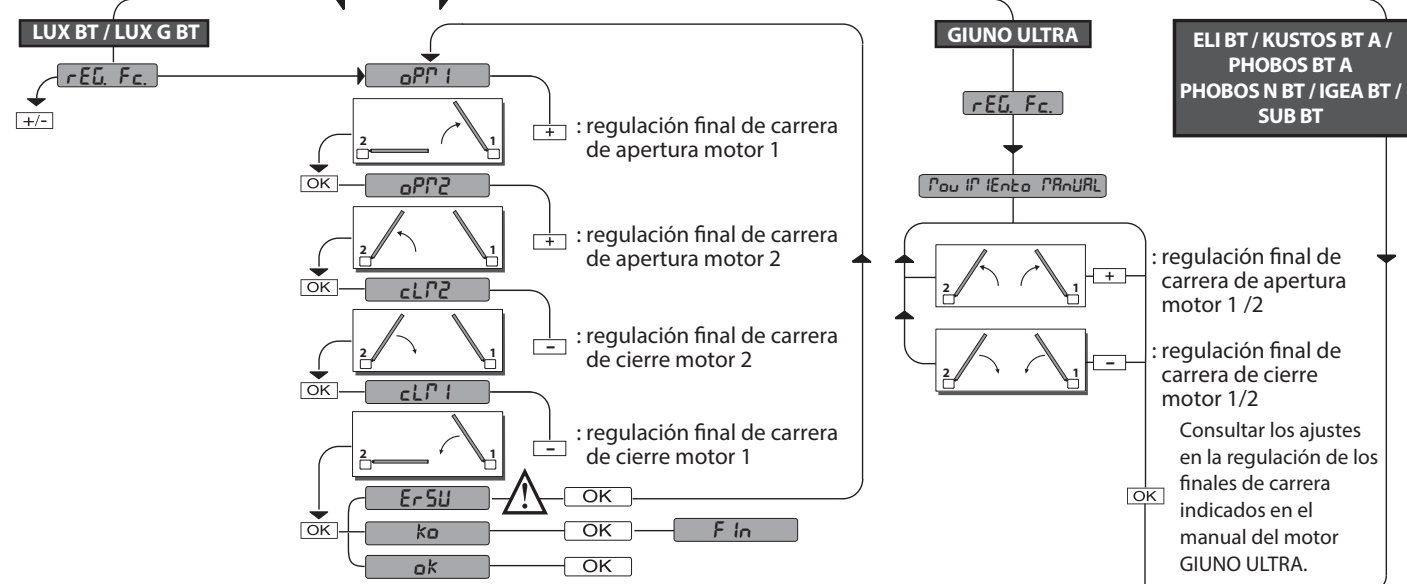 LUX BT / LUX G BT
rEG. Fc.
+/-
oPM1
2
1
+
: regulación final de carrera
de apertura motor 1
OK
oPM2
2
1
+
: regulación final de carrera
de apertura motor 2
OK
cLM2
2
1
-
: regulación final de carrera
de cierre motor 2
OK
cLM1
2
1
-
: regulación final de carrera
de cierre motor 1
OK
ErSU
!
OK
ko
OK
FIn
ok
OK
GIUNO ULTRA
rEG. Fc.
MovIMIEnto MAnUAL
2
1
+
: regulación final de
carrera de apertura
motor 1 /2
2
1
-
: regulación final de
carrera de cierre
motor 1/2
Consultar los ajustes
en la regulación de los
finales de carrera
indicados en el
manual del motor
GIUNO ULTRA.
OK
ELI BT / KUSTOS BT A /
PHOBOS BT A
PHOBOS N BT / IGEA BT /
SUB BT